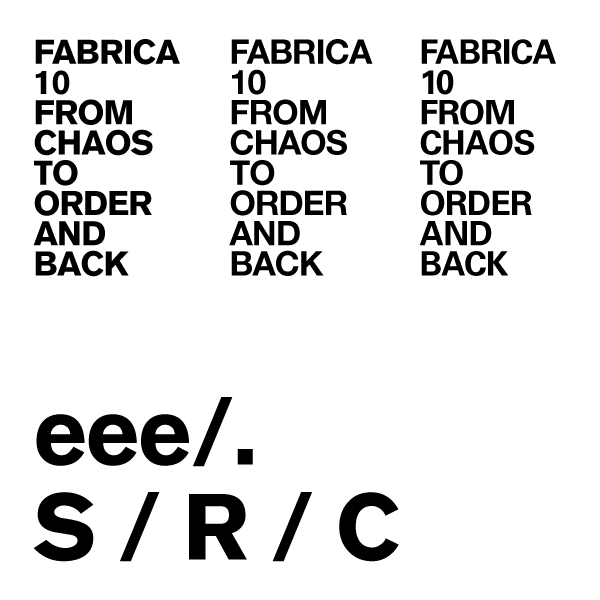 FABRICA
10
FROM
CHAOS
TO
ORDER
AND
BACK
FABRICA
10
FROM
CHAOS
TO
ORDER
AND
BACK
FABRICA
10
FROM
CHAOS
TO
ORDER
AND
BACK
eee/.
S / R / C